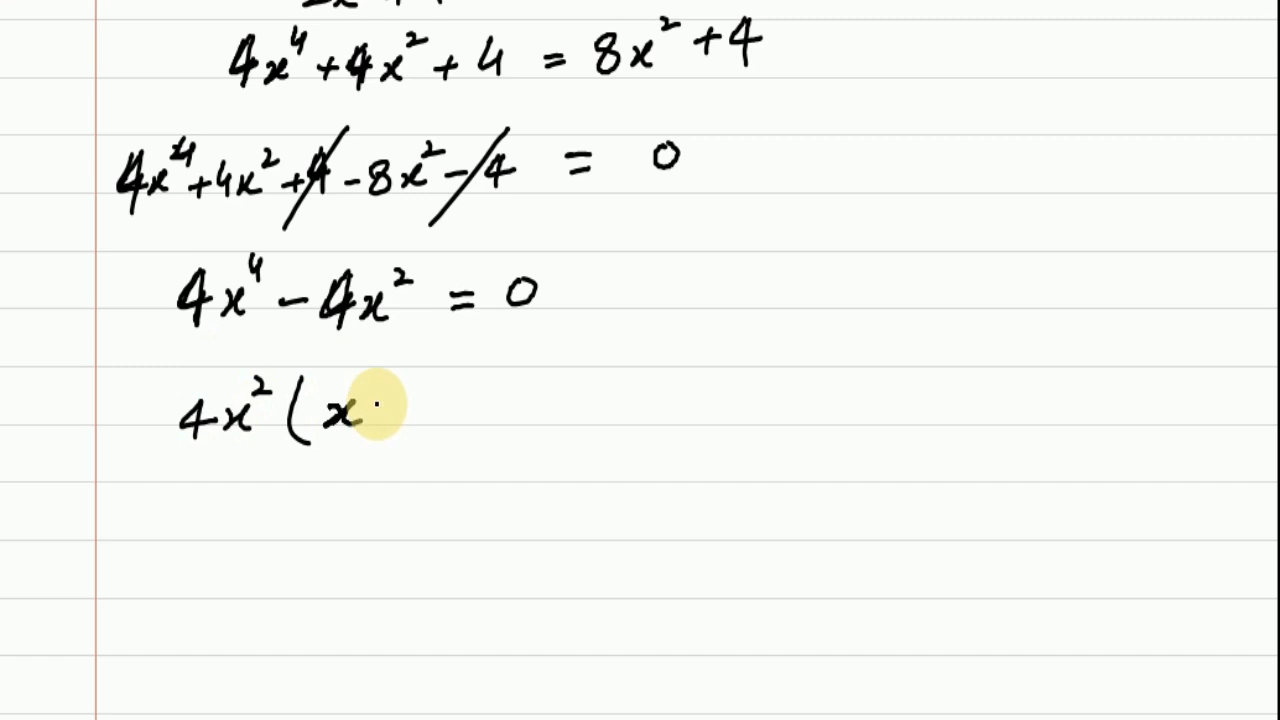 4x⁴ + 4x² + 4 = 8x² + 4
4x⁴ + 4x² + 4 - 8x² - 4 = 0
4x⁴ - 4x² = 0
4x² ( x